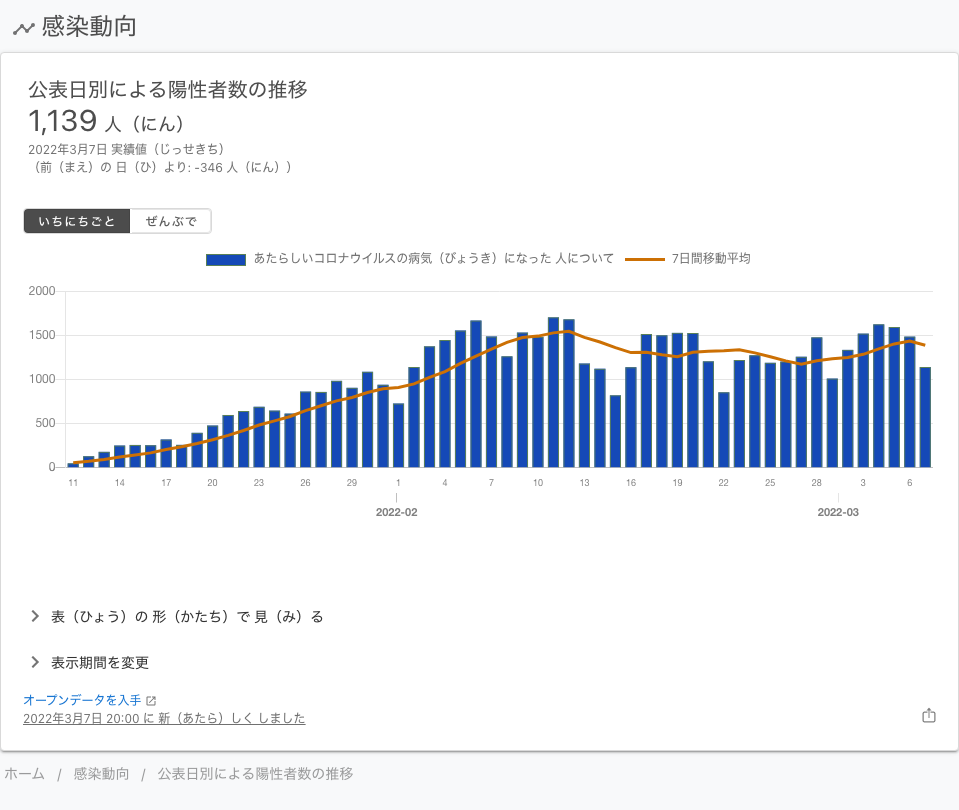 感染動向
公表日別による陽性者数の推移
1,139 人（にん）
2022年3月7日 実績値（じっせきち）
（前（まえ）の 日（ひ）より: -346 人（にん））
いちにちごと ぜんぶで
あたらしいコロナウイルスの病気（びょうき）になった 人について 7日間移動平均
2000
1500
1000
500
0
11 14 17 20 23 26 29 1 4 7 10 13 16 19 22 25 28 3 6
2022-02 2022-03
表（ひょう）の 形（かたち）で 見（み）る
表示期間を変更
オープンデータを入手
2022年3月7日 20:00 に 新（あたら）しく しました
ホーム / 感染動向 / 公表日別による陽性者数の推移